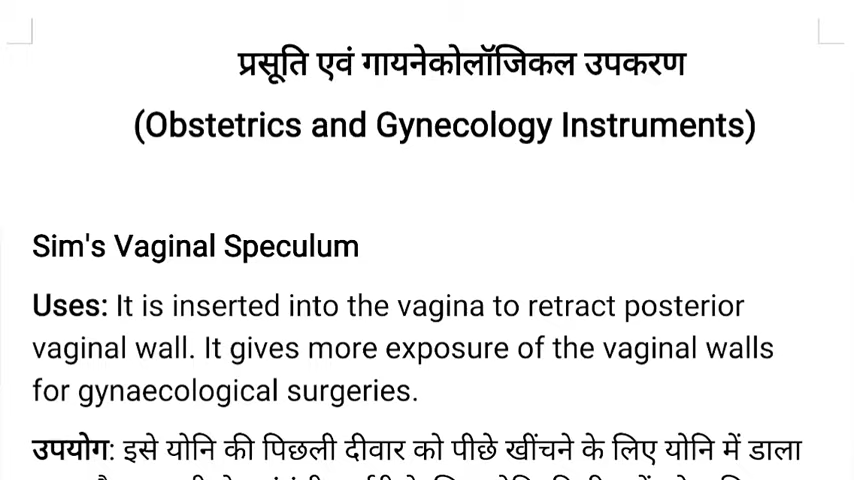 प्रसूति एवं गायनेकोलॉजिकल उपकरण
(Obstetrics and Gynecology Instruments)
Sim's Vaginal Speculum
Uses: It is inserted into the vagina to retract posterior
vaginal wall. It gives more exposure of the vaginal walls
for gynaecological surgeries.
उपयोग: इसे योनि की पिछली दीवार को पीछे खींचने के लिए योनि में डाला